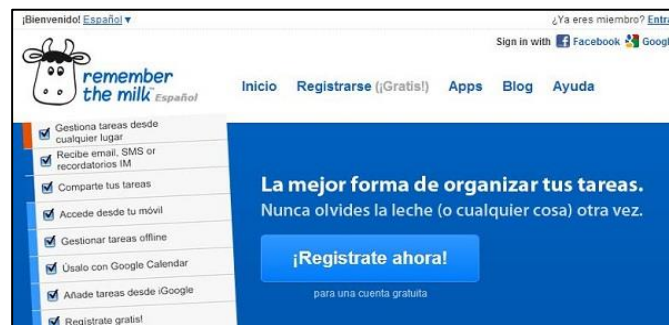 ¡Bienvenido! Español ▼
¿Ya eres miembro?
Sign in with Facebook
remember
the milk Español
Inicio Registrarse (¡Gratis!) Apps Blog Ayuda
Gestiona tareas desde
cualquier lugar
Recibe email, SMS or
recordatorios IM
Comparte tus tareas
Accede desde tu móvil
Gestionar tareas offline
Úsalo con Google Calendar
Añade tareas desde iGoogle
Registrate gratis!
La mejor forma de organizar tus tareas.
Nunca olvides la leche (o cualquier cosa) otra vez.
¡Registrate ahora!
para una cuenta gratuita